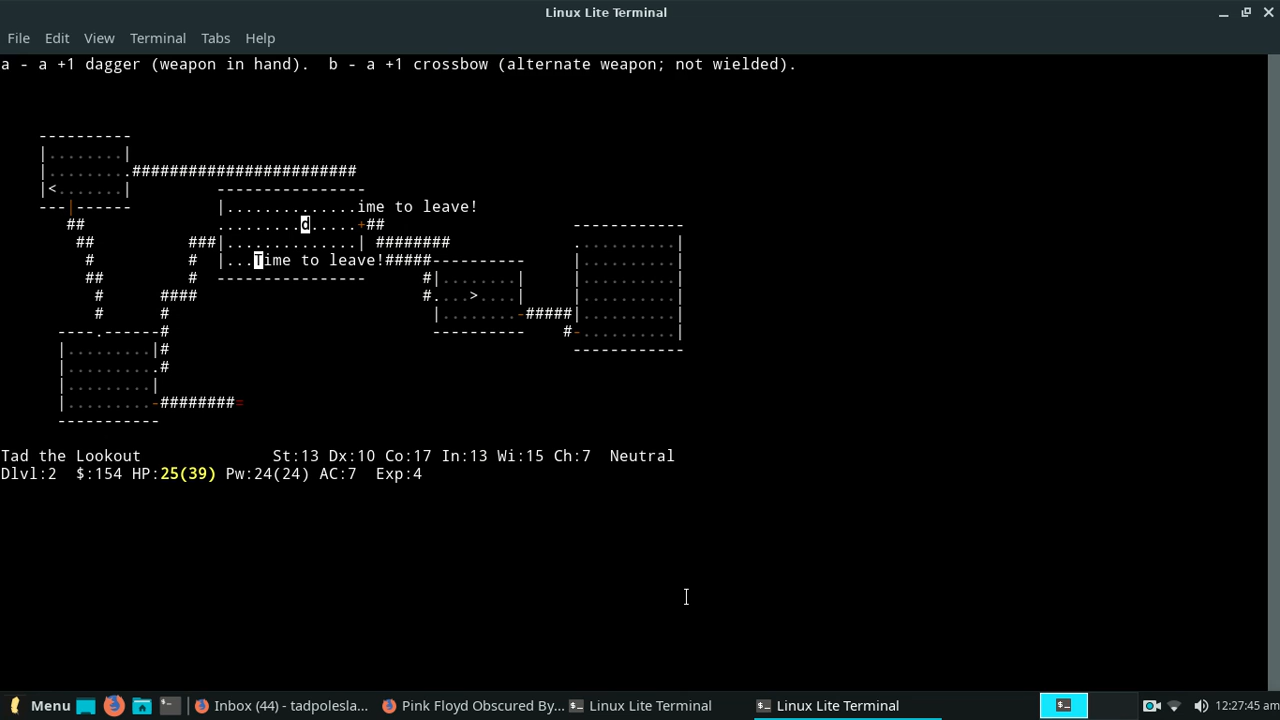 Linux Lite Terminal
File Edit View Terminal Tabs Help
a - a +1 dagger (weapon in hand).  b - a +1 crossbow (alternate weapon; not wielded).
 ----------
|........|
|.........#######################
|<.......| ----------------
---|------ |..............ime to leave!
## .........d.....+## ------------
## ###|..............| ######## ..........|
# # |...Time to leave!#####---------- |..........|
## # ---------------- #|........| |..........|
# #### #....>....| |..........|
# # |........-#####|..........|
----.------# ---------- #-..........|
|.........|# ------------
|..........#
|.........|
|.........-########=
-----------
Tad the Lookout St:13 Dx:10 Co:17 In:13 Wi:15 Ch:7 Neutral
Dlvl:2 $:154 HP:25(39) Pw:24(24) AC:7 Exp:4
Menu Inbox (44) - tadpolesla... Pink Floyd Obscured By... Linux Lite Terminal Linux Lite Terminal 12:27:45 am